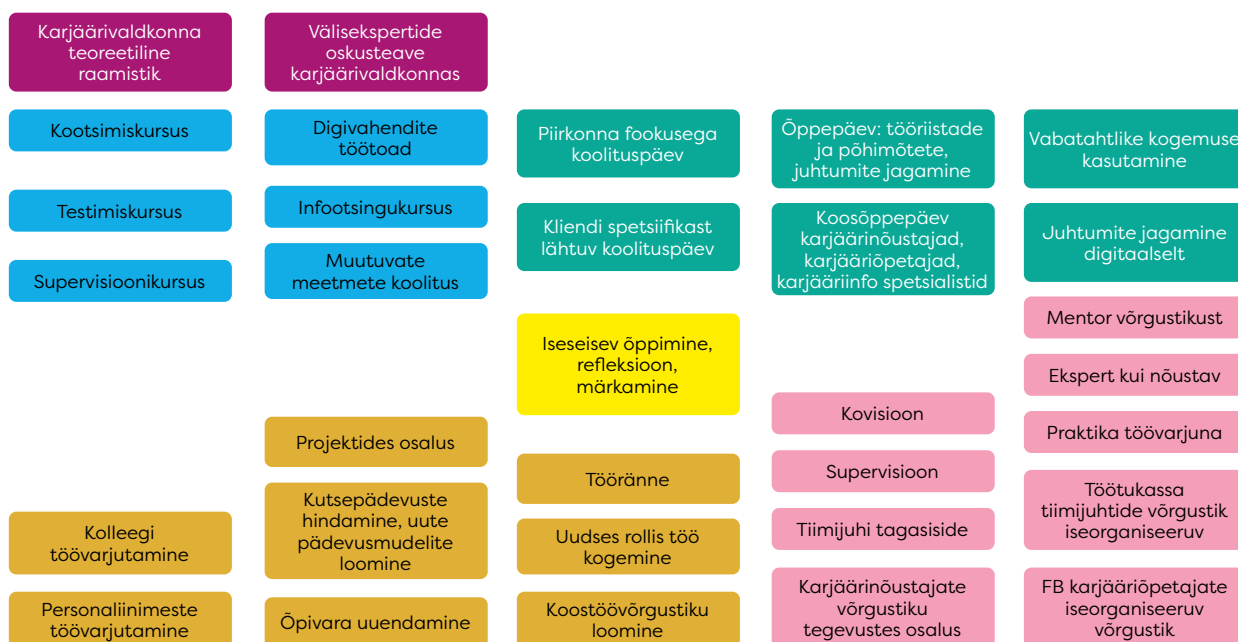 Karjäärivaldkonna
teoreetiline
raamistik
Välisekspertide
oskusteave
karjäärivaldkonnas
Kootsimiskursus
Digivahendite
töötoad
Piirkonna fookusega
koolituspäev
Õppepäev: tööriistade
ja põhimõtete,
juhtumite jagamine
Vabatahtlike kogemuse
kasutamine
Testimiskursus
Infootsingukursus
Kliendi spetsiifikast
lähtuv koolituspäev
Koosõppepäev
karjäärinõustajad,
karjääriõpetajad,
karjääriinfo spetsialistid
Juhtumite jagamine
digitaalselt
Supervisioonikursus
Muutuvate
meetmete koolitus
Mentor võrgustikust
Iseseisev õppimine,
refleksioon,
märkamine
Ekspert kui nõustav
Kovisioon
Praktika töövarjuna
Projektides osalus
Tööränne
Supervisioon
Töötukassa
tiimijuhtide võrgustik
iseorganiseeruv
Kolleegi
töövarjutamine
Kutsepädevuste
hindamine, uute
pädevusmudelite
loomine
Uudses rollis töö
kogemine
Tiimijuhi tagasiside
Personaliinimeste
töövarjutamine
Õpivara uuendamine
Koostöövõrgustiku
loomine
Karjäärinõustajate
võrgustiku
tegevustes osalus
FB karjääriõpetajate
iseorganiseeruv
võrgustik